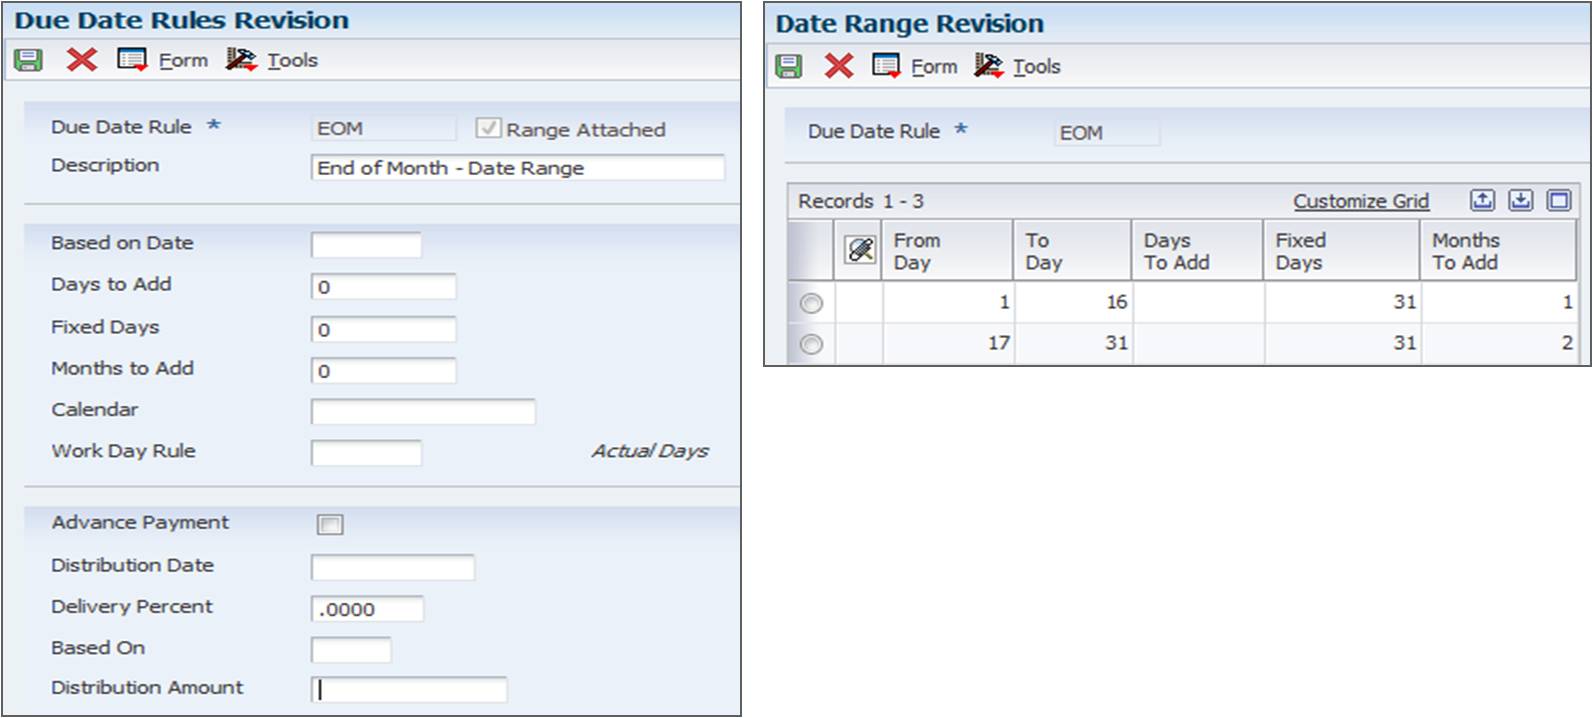 Due Date Rules Revision
Form Tools
Due Date Rule * EOM Range Attached
Description End of Month - Date Range
Based on Date
Days to Add 0
Fixed Days 0
Months to Add 0
Calendar
Work Day Rule Actual Days
Advance Payment
Distribution Date
Delivery Percent .0000
Based On
Distribution Amount
Date Range Revision
Form Tools
Due Date Rule * EOM
Records 1 - 3 Customize Grid
From To Days Fixed Months
Day Day To Add Days To Add
1 16 31 1
17 31 31 2